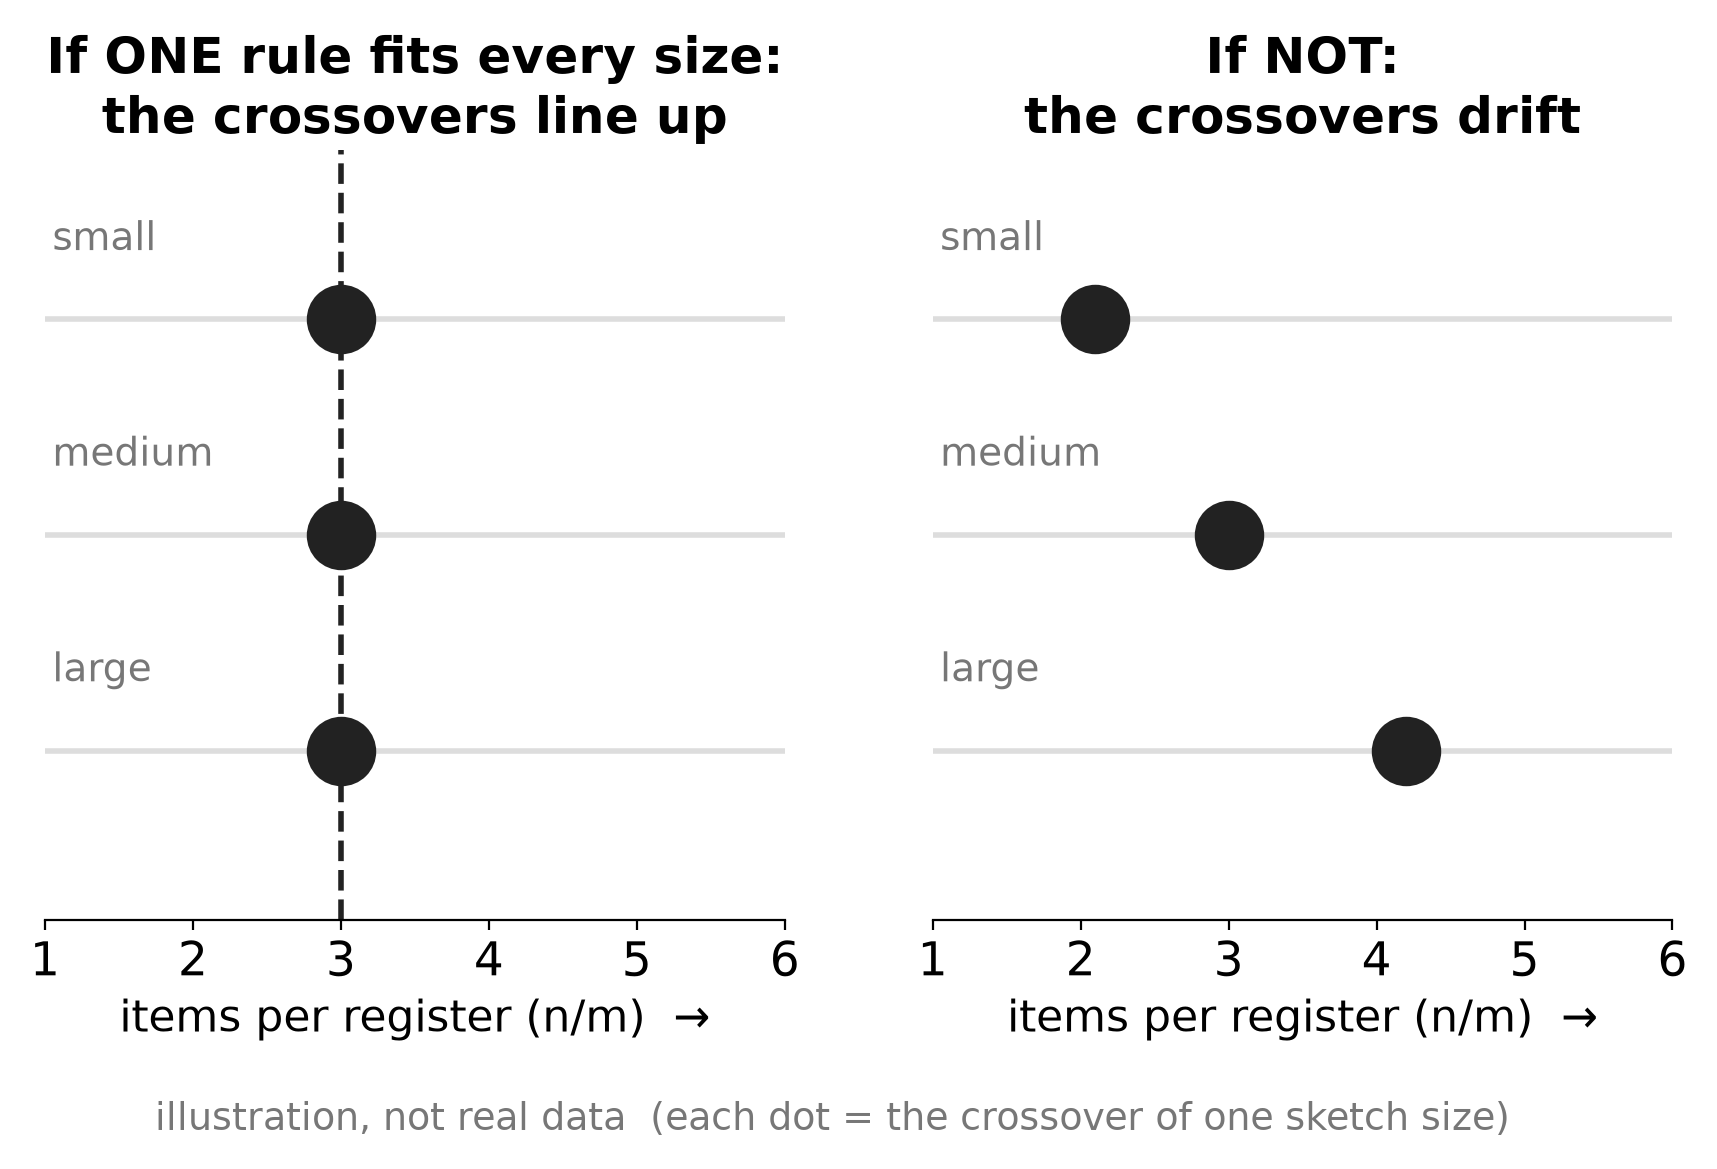 If ONE rule fits every size:
the crossovers line up
small
medium
large
1 2 3 4 5 6
items per register (n/m) →
If NOT:
the crossovers drift
small
medium
large
1 2 3 4 5 6
items per register (n/m) →
illustration, not real data (each dot = the crossover of one sketch size)